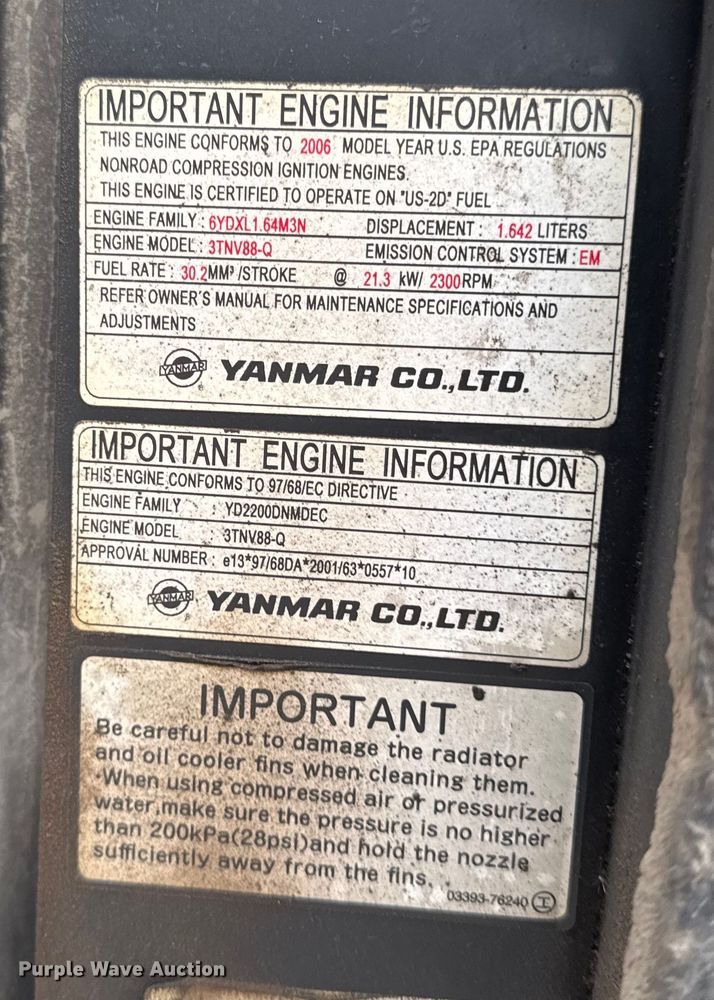 IMPORTANT ENGINE INFORMATION
THIS ENGINE CONFORMS TO 2006 MODEL YEAR U.S. EPA REGULATIONS
NONROAD COMPRESSION IGNITION ENGINES.
THIS ENGINE IS CERTIFIED TO OPERATE ON "US-2D" FUEL
ENGINE FAMILY : 6YDXL1.64M3N DISPLACEMENT : 1.642 LITERS
ENGINE MODEL : 3TNV88-Q EMISSION CONTROL SYSTEM : EM
FUEL RATE : 30.2MM³/STROKE @ 21.3 kW/ 2300RPM
REFER OWNER'S MANUAL FOR MAINTENANCE SPECIFICATIONS AND
ADJUSTMENTS
YANMAR YANMAR CO.,LTD.
IMPORTANT ENGINE INFORMATION
THIS ENGINE CONFORMS TO 97/68/EC DIRECTIVE
ENGINE FAMILY : YD2200DNMDEC
ENGINE MODEL : 3TNV88-Q
APPROVAL NUMBER : e13*97/68DA*2001/63*0557*10
YANMAR YANMAR CO.,LTD.
IMPORTANT
Be careful not to damage the radiator
and oil cooler fins when cleaning them.
When using compressed air or pressurized
water,make sure the pressure is no higher
than 200kPa(28psi)and hold the nozzle
sufficiently away from the fins.
03393-76240 I
Purple Wave Auction